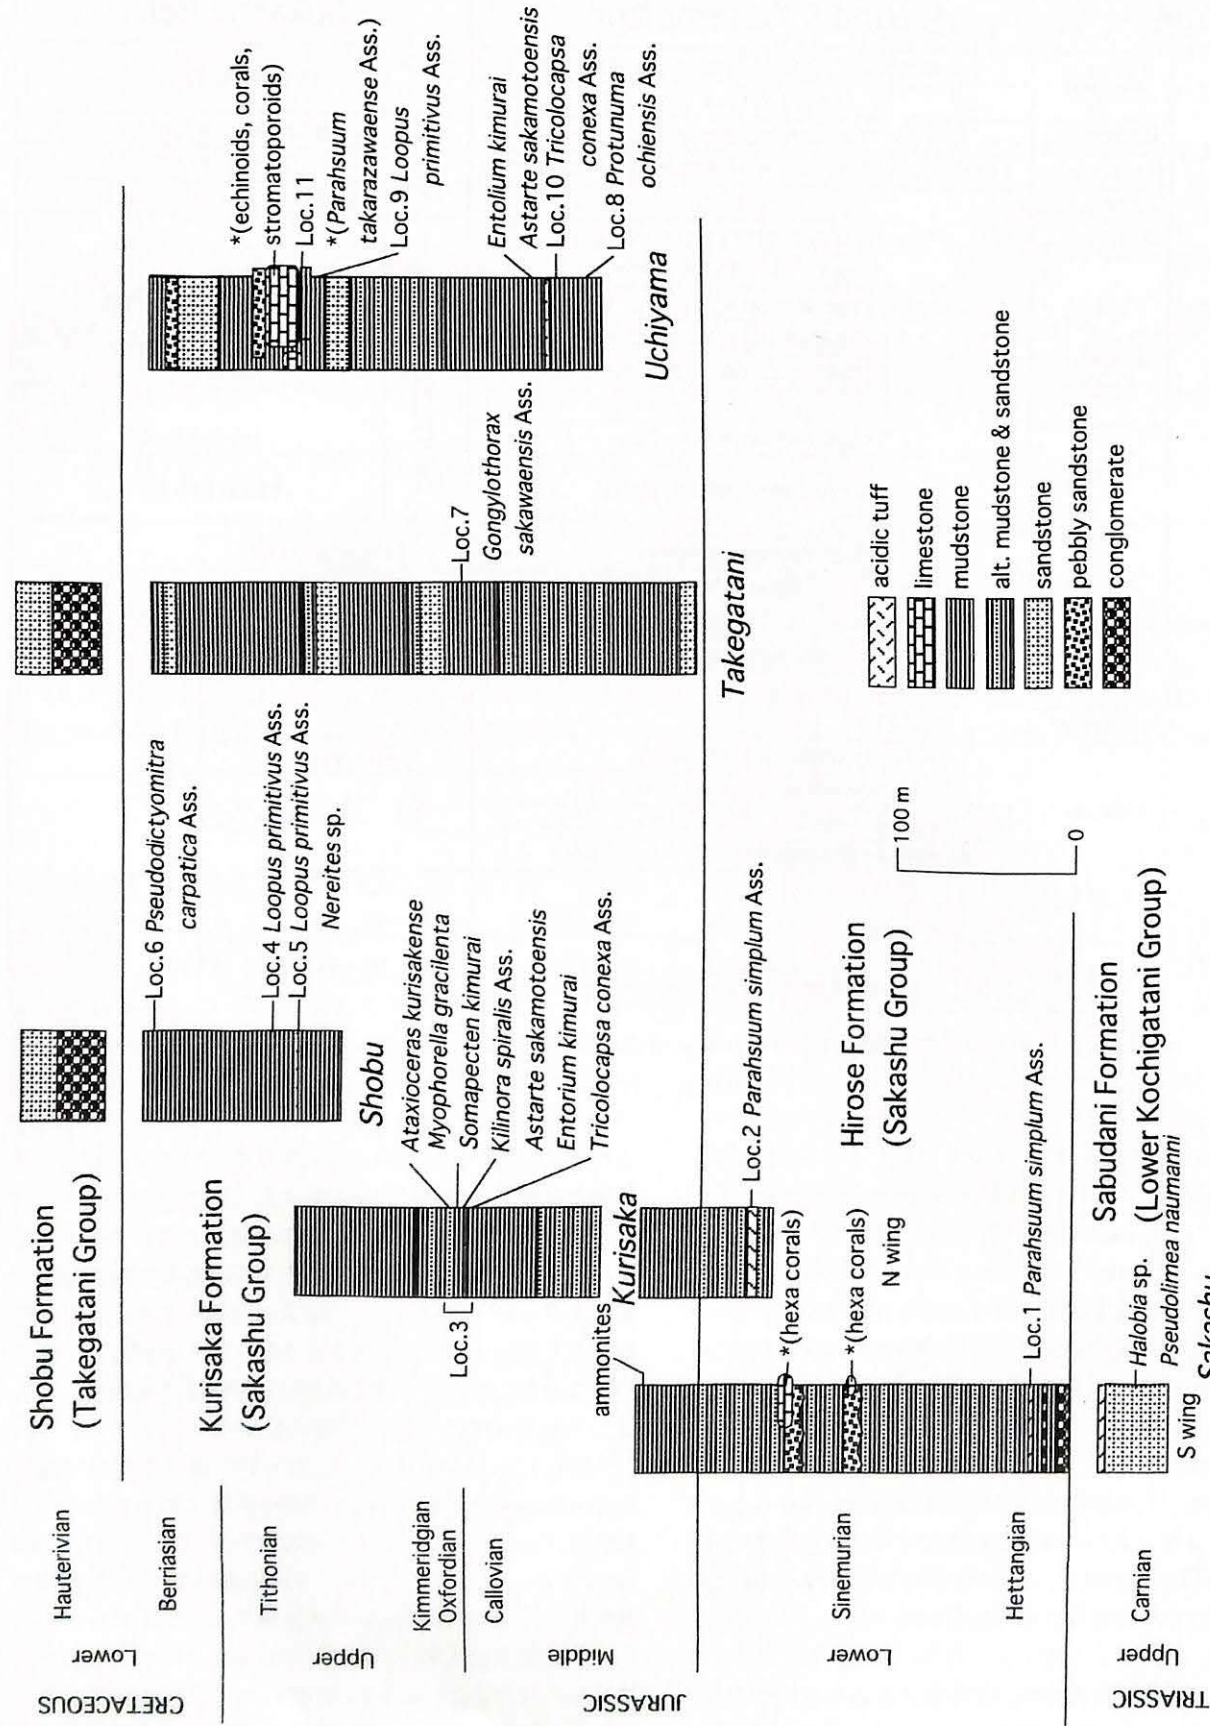 CRETACEOUS
Lower
Hauterivian
Berriasian
JURASSIC
Upper
Tithonian
Kimmeridgian
Oxfordian
Middle
Callovian
Lower
Sinemurian
Hettangian
TRIASSIC
Upper
Carnian
Shobu Formation
(Takegatani Group)
Kurisaka Formation
(Sakashu Group)
Hirose Formation
(Sakashu Group)
Sabudani Formation
(Lower Kochigatani Group)
ammonites
*(hexa corals)
*(hexa corals)
Loc.1 Parahsuum simplum Ass.
Halobia sp.
Pseudolimea naumanni
S wing
N wing
Sakashu
Loc.3
Ataxioceras kurisakense
Myophorella gracilenta
Somapecten kimurai
Kilinora spiralis Ass.
Astarte sakamotoensis
Entorium kimurai
Tricolocapsa conexa Ass.
Kurisaka
Loc.2 Parahsuum simplum Ass.
Loc.6 Pseudodictyomitra
carpatica Ass.
Loc.4 Loopus primitivus Ass.
Loc.5 Loopus primitivus Ass.
Nereites sp.
Shobu
Loc.7
Gongylothorax
sakawaensis Ass.
Takegatani
*(echinoids, corals,
stromatoporoids)
Loc.11
*(Parahsuum
takarazawaense Ass.)
Loc.9 Loopus
primitivus Ass.
Entolium kimurai
Astarte sakamotoensis
Loc.10 Tricolocapsa
conexa Ass.
Loc.8 Protunuma
ochiensis Ass.
Uchiyama
100 m
0
acidic tuff
limestone
mudstone
alt. mudstone & sandstone
sandstone
pebbly sandstone
conglomerate